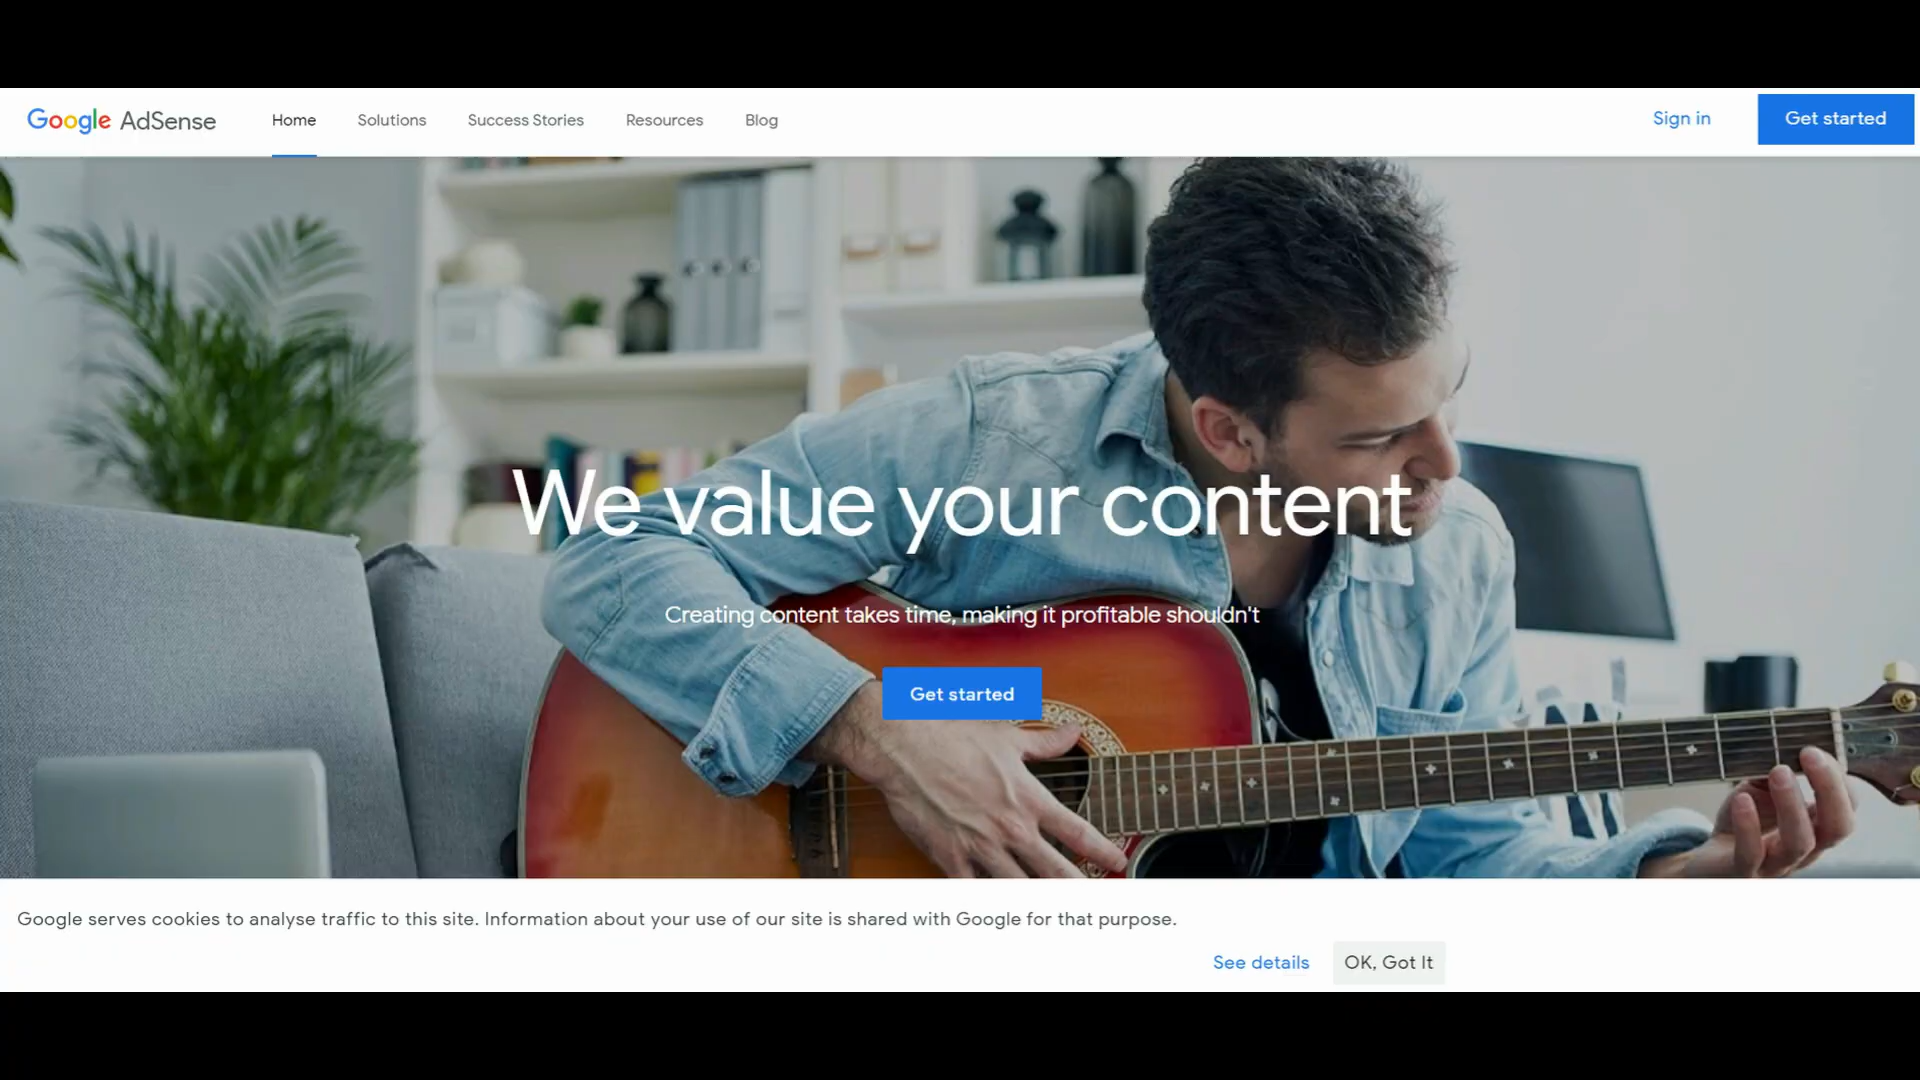 Google AdSense
Home
Solutions
Success Stories
Resources
Blog
Sign in
Get started
We value your content
Creating content takes time, making it profitable shouldn't
Get started
Google serves cookies to analyse traffic to this site. Information about your use of our site is shared with Google for that purpose.
See details
OK, Got It